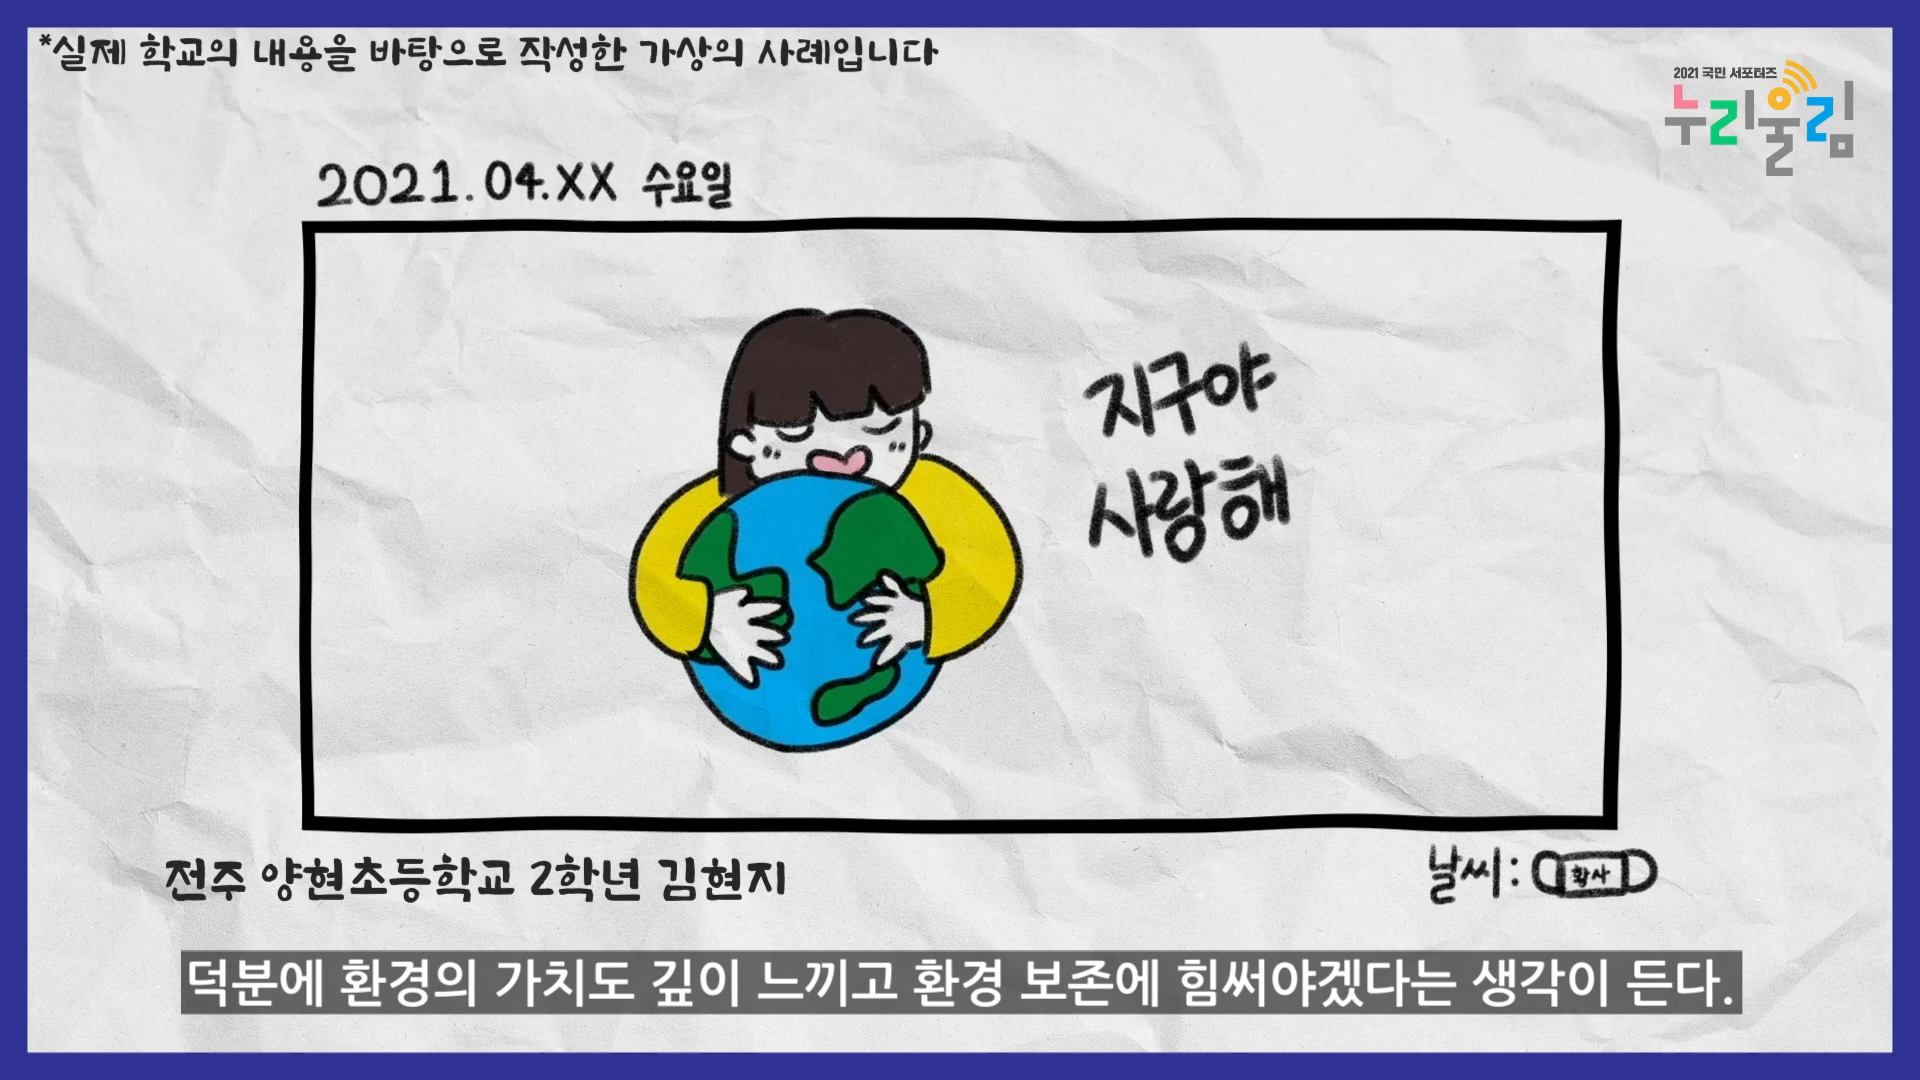 *실제 학교의 내용을 바탕으로 작성한 가상의 사례입니다
2021 국민 서포터즈
누리울림
2021.04.XX 수요일
지구야
사랑해
전주 양현초등학교 2학년 김현지
날씨: 황사
덕분에 환경의 가치도 깊이 느끼고 환경 보존에 힘써야겠다는 생각이 든다.